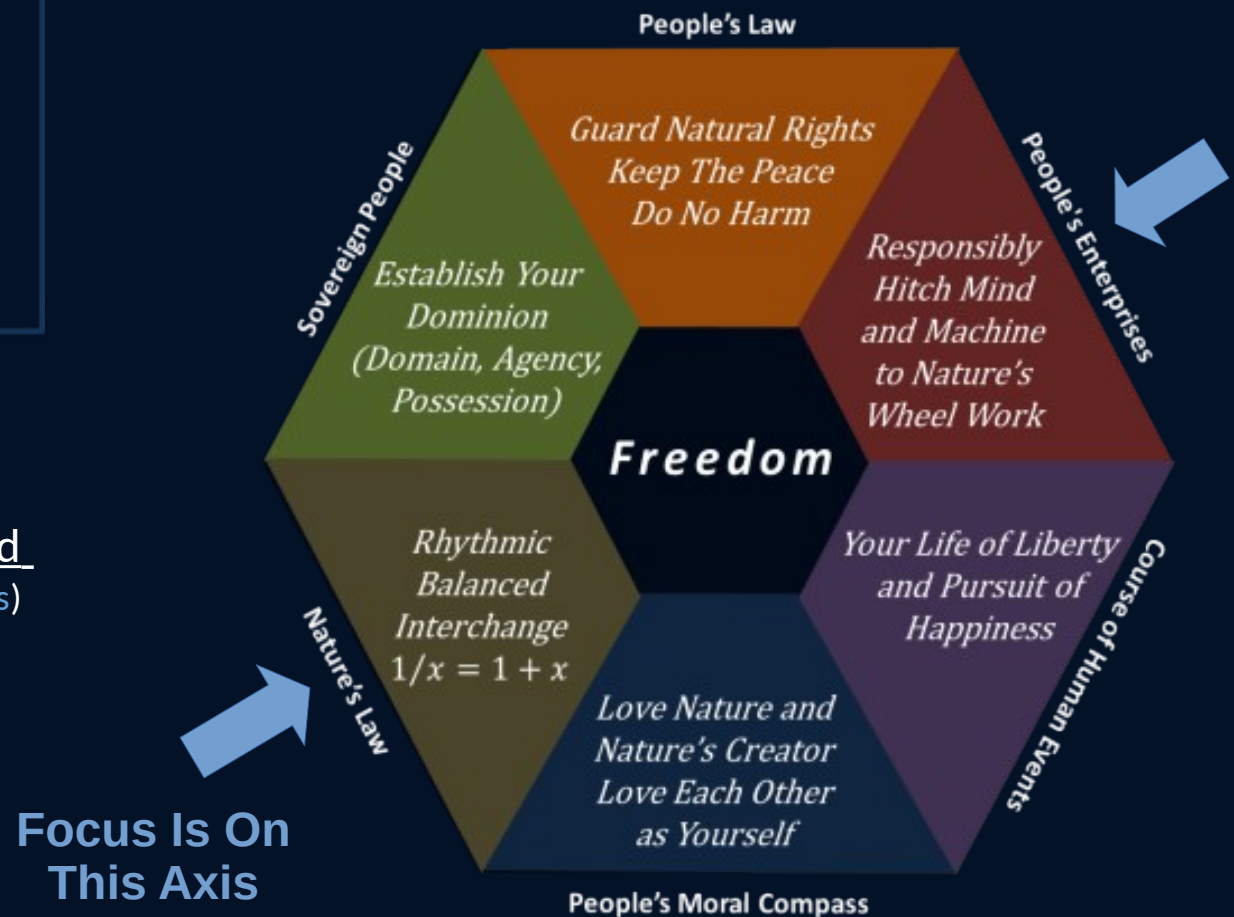 People's Law
Guard Natural Rights
Keep The Peace
Do No Harm
Sovereign People
Establish Your
Dominion
(Domain, Agency,
Possession)
People's Enterprises
Responsibly
Hitch Mind
and Machine
to Nature's
Wheel Work
Freedom
d
s)
Nature's Law
Rhythmic
Balanced
Interchange
1/x = 1 + x
Your Life of Liberty
and Pursuit of
Happiness
Course of Human Events
Love Nature and
Nature's Creator
Love Each Other
as Yourself
People's Moral Compass
Focus Is On
This Axis